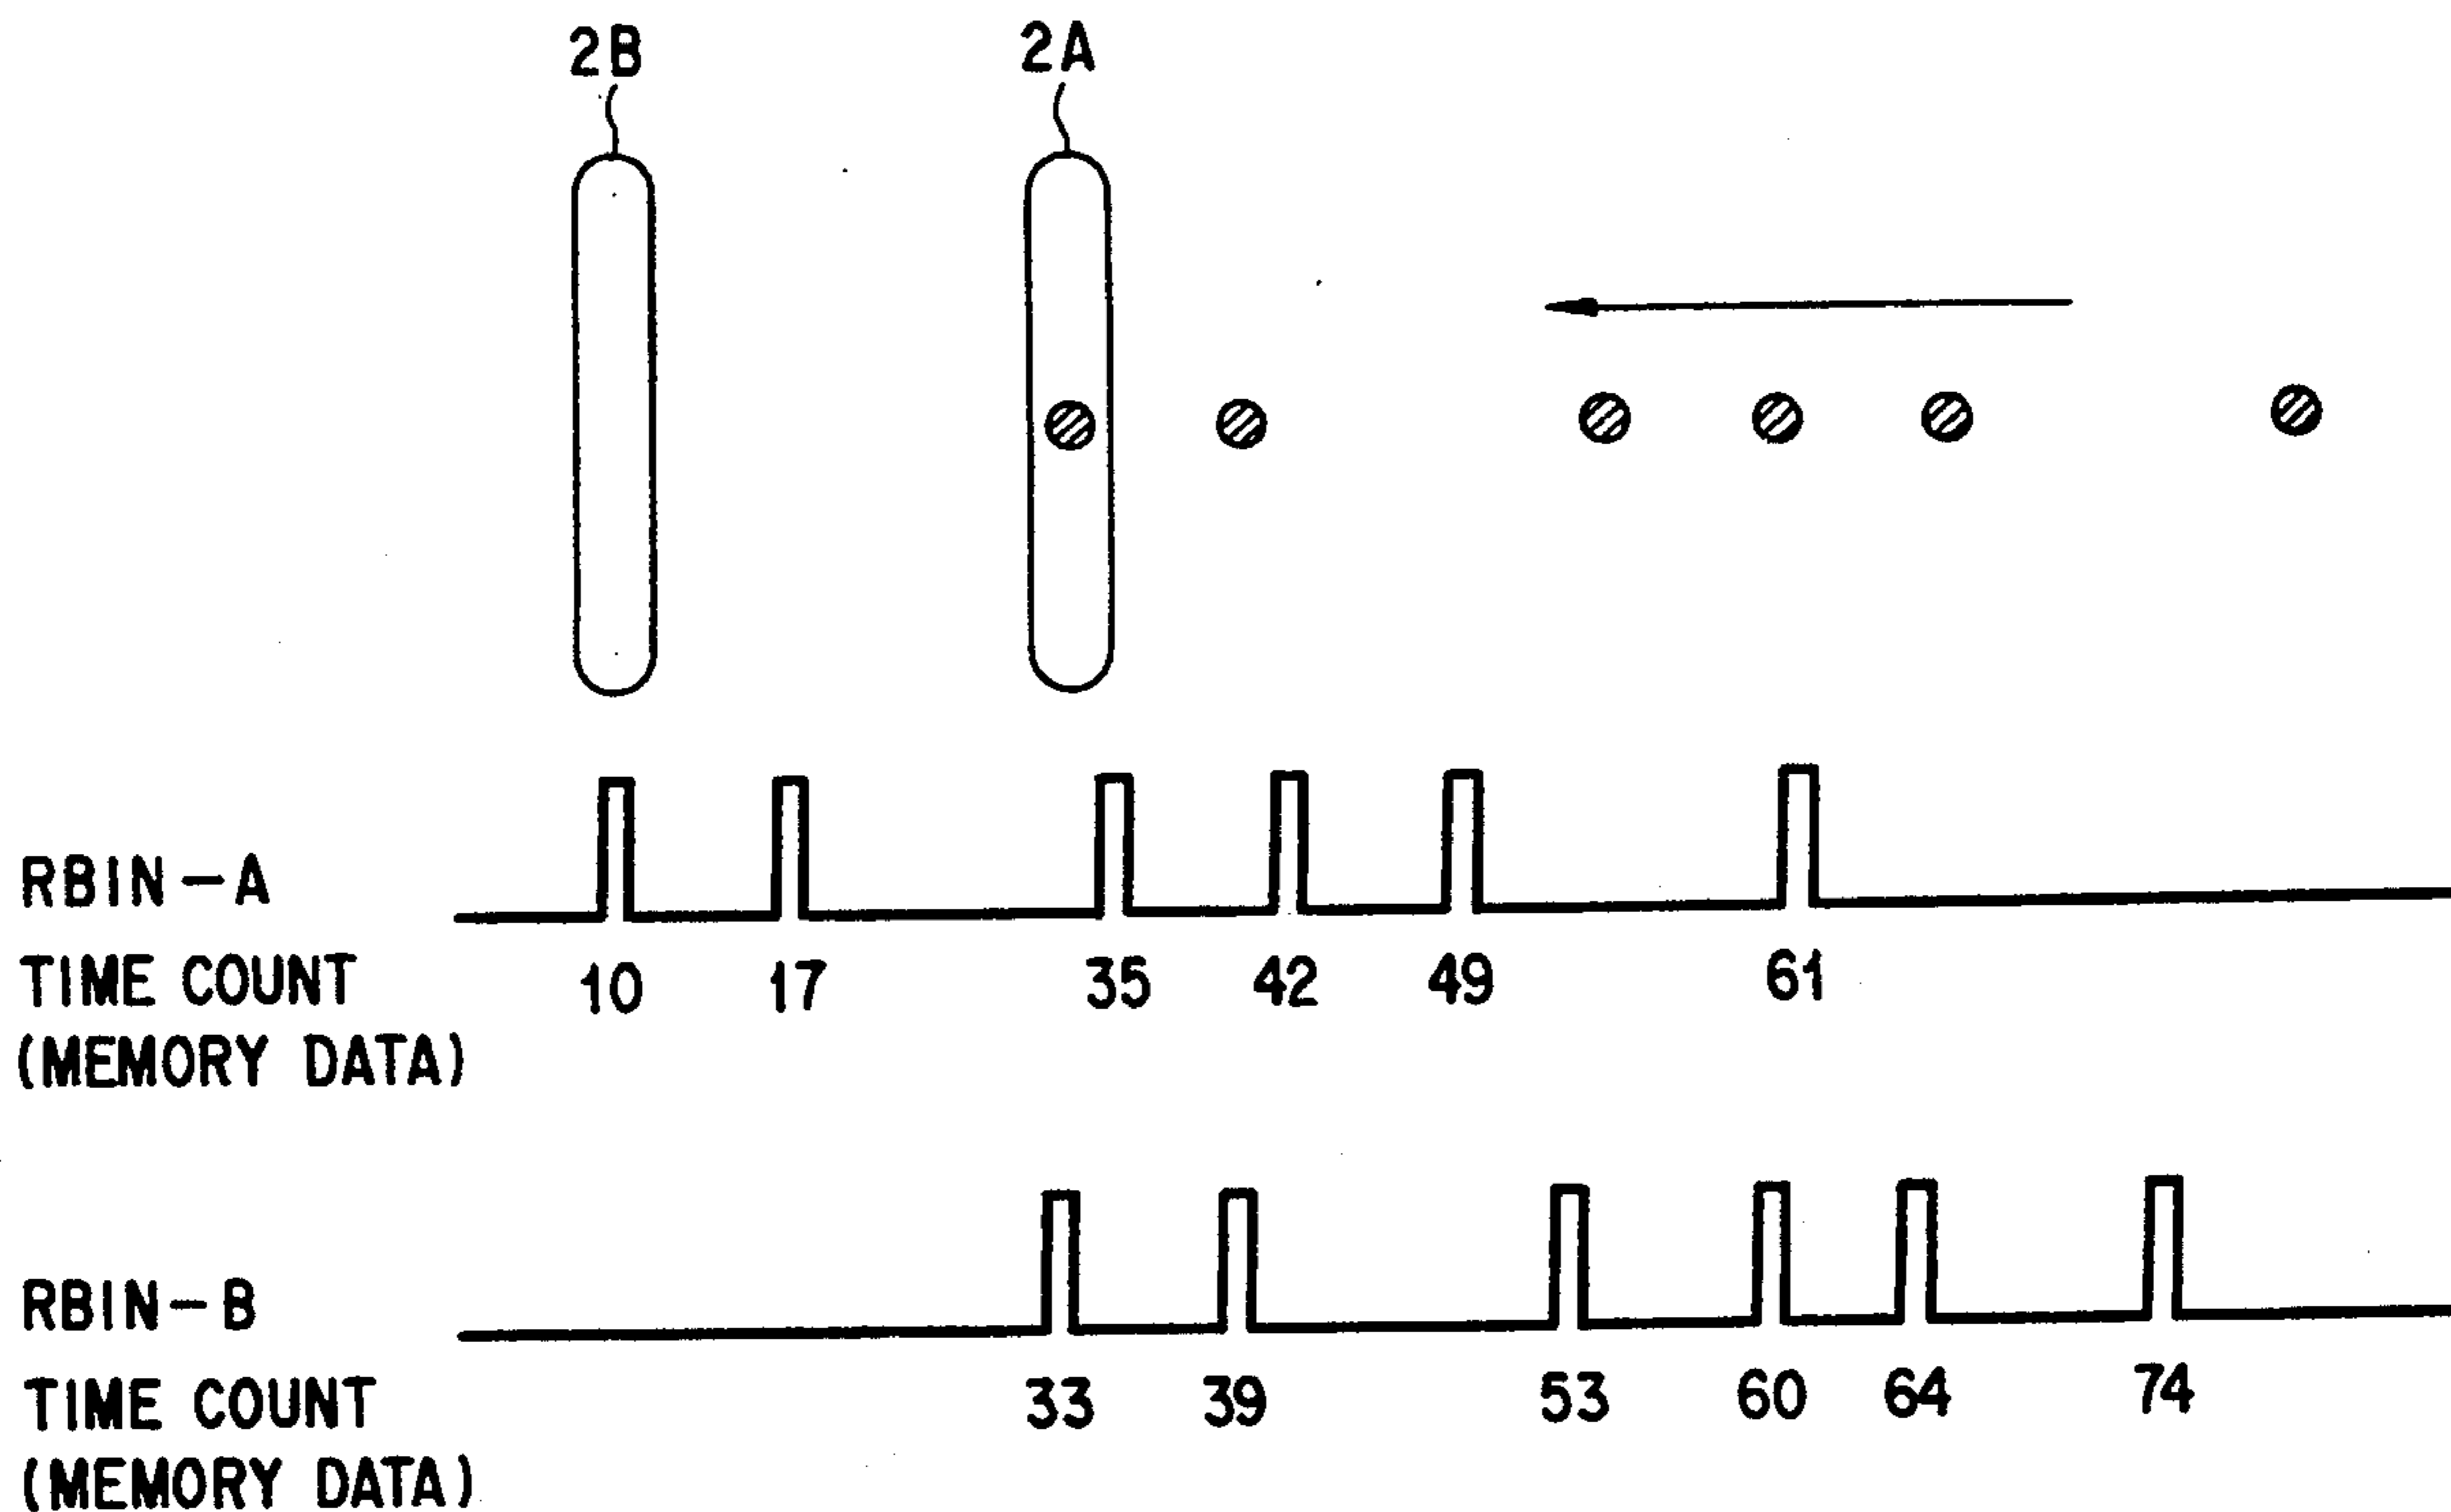 2B 2A
RBIN-A
TIME COUNT 10 17 35 42 49 61
(MEMORY DATA)
RBIN-B
TIME COUNT 33 39 53 60 64 74
(MEMORY DATA)